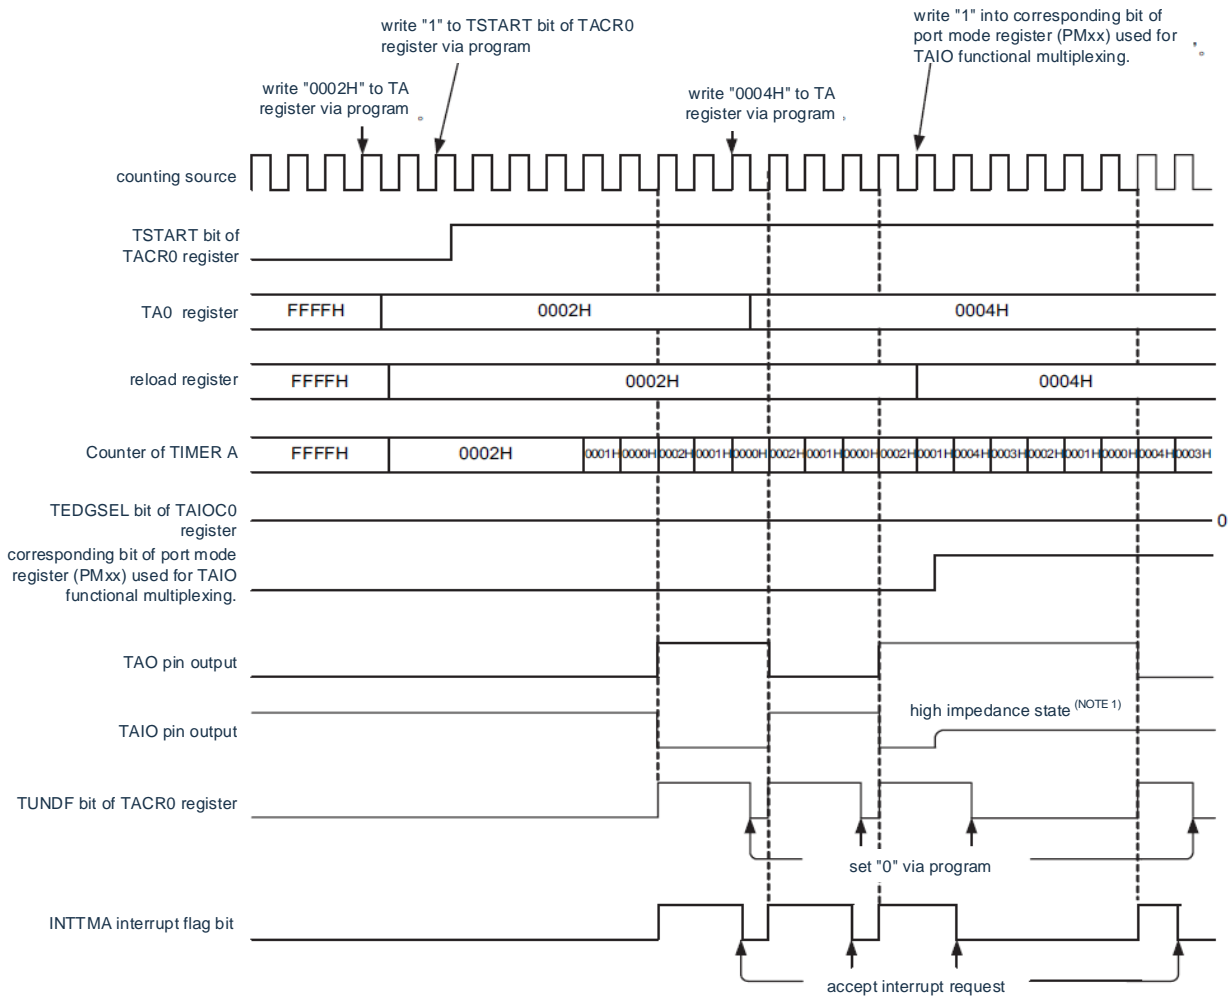 write "1" to TSTART bit of TACR0
register via program
write "1" into corresponding bit of
port mode register (PMxx) used for
TAIO functional multiplexing.
,
。
write "0002H" to TA
register via program
。
write "0004H" to TA
register via program
,
counting source
TSTART bit of
TACR0 register
TA0 register
FFFFH
0002H
0004H
reload register
FFFFH
0002H
0004H
Counter of TIMER A
FFFFH
0002H
0001H 0000H 0002H 0001H 0000H 0002H 0001H 0000H 0002H 0001H 0004H 0003H 0002H 0001H 0000H 0004H 0003H
TEDGSEL bit of TAIOC0
register
0
corresponding bit of port mode
register (PMxx) used for TAIO
functional multiplexing.
TAO pin output
TAIO pin output
high impedance state (NOTE 1)
TUNDF bit of TACR0 register
set "0" via program
INTTMA interrupt flag bit
accept interrupt request